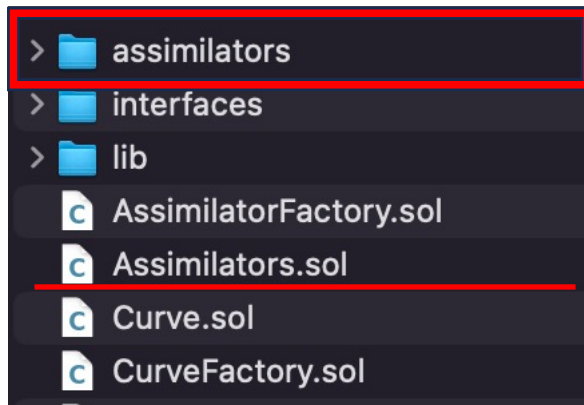 assimilators
interfaces
lib
AssimilatorFactory.sol
Assimilators.sol
Curve.sol
CurveFactory.sol